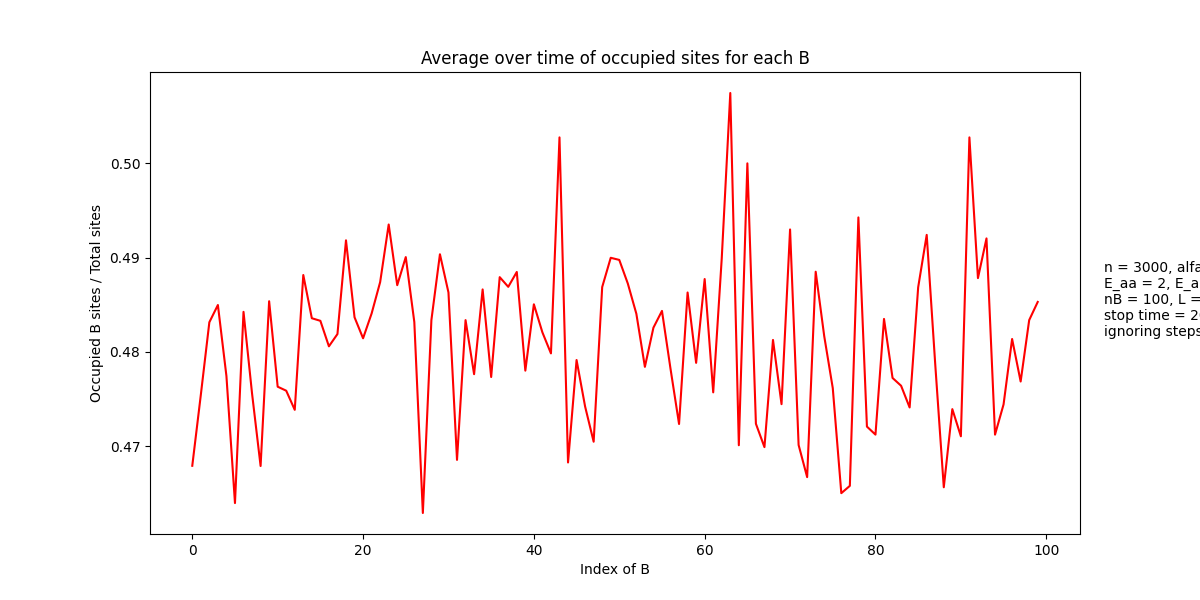 Average over time of occupied sites for each B
Occupied B sites / Total sites
0.50
0.49
0.48
0.47
0
20
40
60
80
100
Index of B
n = 3000, alfa
E_aa = 2, E_a
nB = 100, L =
stop time = 2
ignoring steps